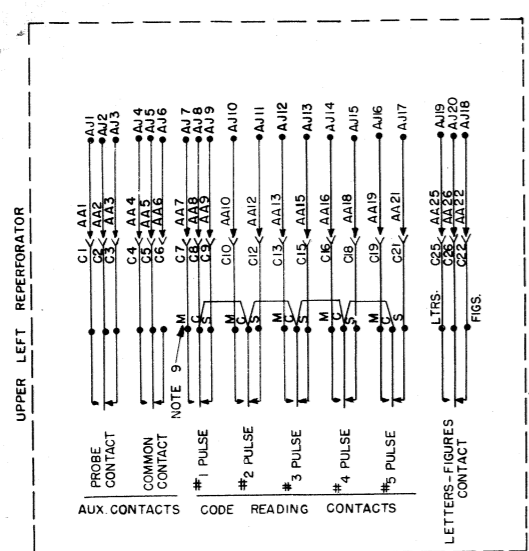 UPPER LEFT REPERFORATOR
AJ1
AJ2
AJ3
AJ4
AJ5
AJ6
AJ7
AJ8
AJ9
AJ10
AJ11
AJ12
AJ13
AJ14
AJ15
AJ16
AJ17
AJ19
AJ20
AJ18
AA1
AA2
AA3
AA4
AA5
AA6
AA7
AA8
AA9
AA10
AA12
AA13
AA15
AA16
AA18
AA19
AA21
AA25
AA26
AA22
C1
C2
C3
C4
C5
C6
C7
C8
C9
C10
C12
C13
C15
C16
C18
C19
C21
C25
C26
C22
NOTE 9
M
C
S
M
C
S
M
C
S
M
C
S
M
C
S
LTRS.
FIGS.
PROBE
CONTACT
COMMON
CONTACT
#1 PULSE
#2 PULSE
#3 PULSE
#4 PULSE
#5 PULSE
LETTERS-FIGURES
CONTACT
AUX. CONTACTS
CODE READING CONTACTS